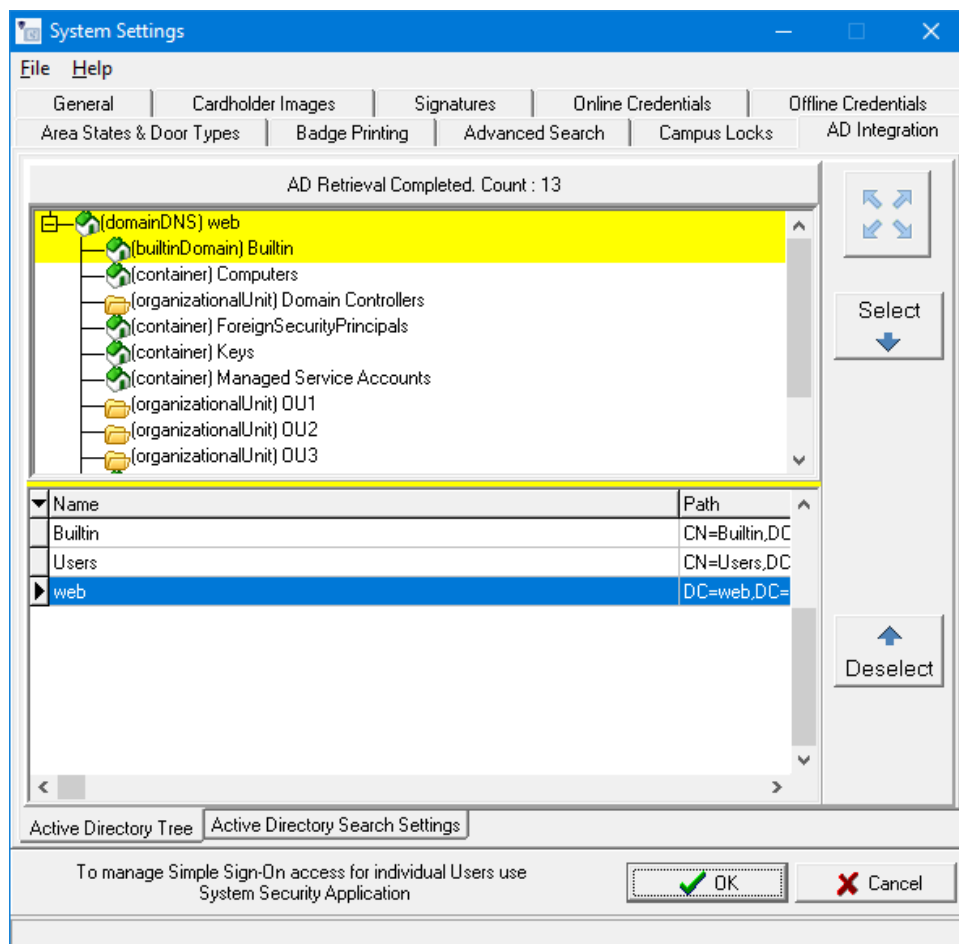 System Settings
File Help
General Cardholder Images Signatures Online Credentials Offline Credentials
Area States & Door Types Badge Printing Advanced Search Campus Locks AD Integration
AD Retrieval Completed. Count : 13
(domainDNS) web
(builtinDomain) Builtin
(container) Computers
(organizationalUnit) Domain Controllers
(container) ForeignSecurityPrincipals
(container) Keys
(container) Managed Service Accounts
(organizationalUnit) OU1
(organizationalUnit) OU2
(organizationalUnit) OU3
Select
Name Path
Builtin CN=Builtin,DC
Users CN=Users,DC
web DC=web,DC=
Deselect
Active Directory Tree Active Directory Search Settings
To manage Simple Sign-On access for individual Users use
System Security Application
OK Cancel